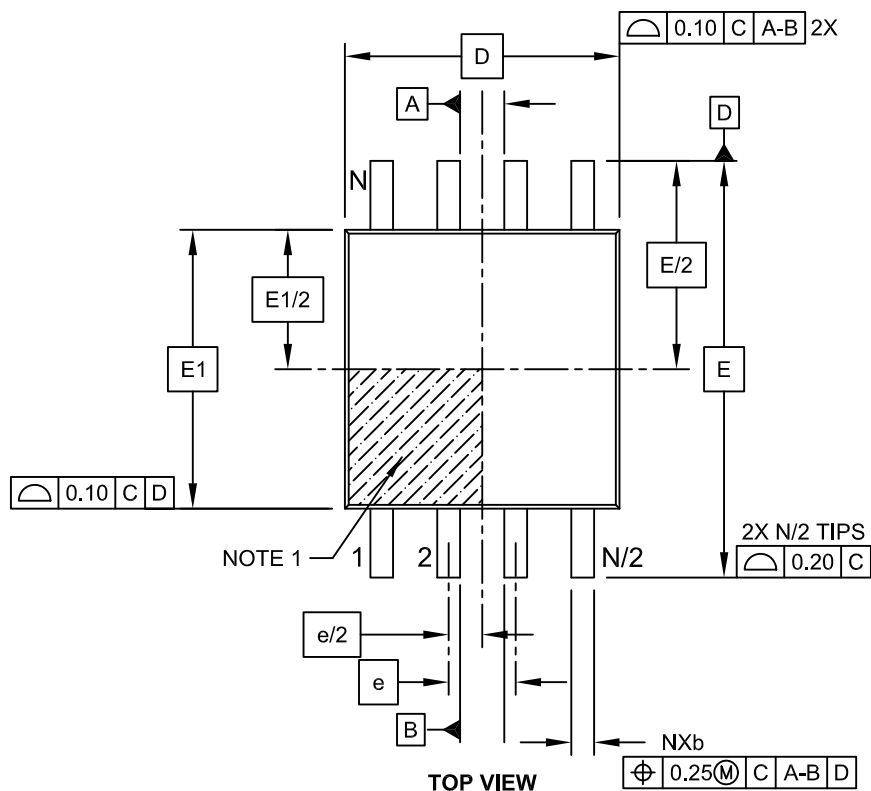 ⌓ 0.10 C A-B 2X
D
A
D
N
E/2
E1/2
E1
E
⌓ 0.10 C D
2X N/2 TIPS
NOTE 1
1 2 N/2
⌓ 0.20 C
e/2
e
B
NXb
⌖ 0.25Ⓜ C A-B D
TOP VIEW